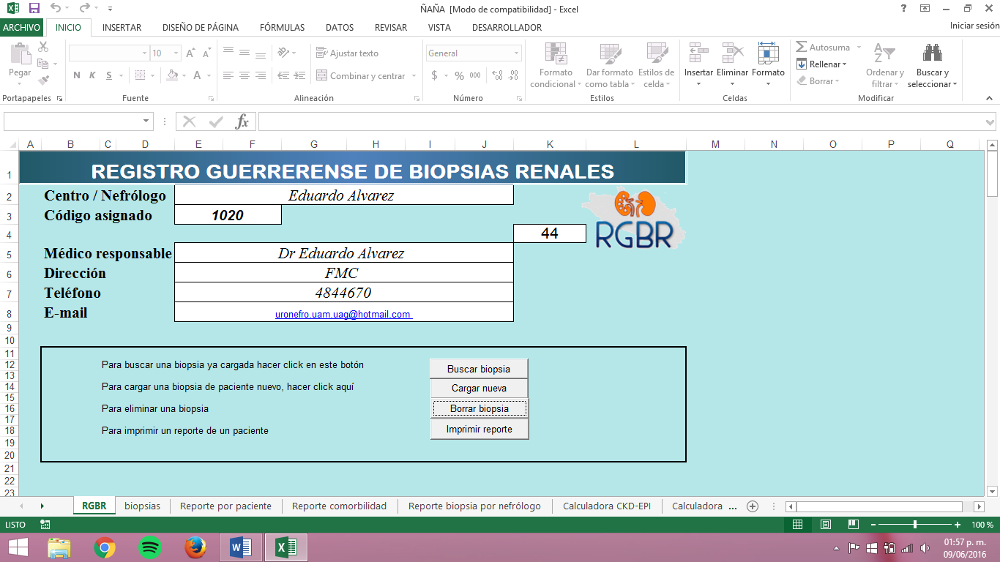 ÑAÑA [Modo de compatibilidad] - Excel
ARCHIVO INICIO INSERTAR DISEÑO DE PÁGINA FÓRMULAS DATOS REVISAR VISTA DESARROLLADOR Iniciar sesión
Pegar
10
N K S
Ajustar texto
Combinar y centrar
General
$ % 000
Formato condicional
Dar formato como tabla
Estilos de celda
Insertar Eliminar Formato
Autosuma
Rellenar
Borrar
Ordenar y filtrar
Buscar y seleccionar
Portapapeles Fuente Alineación Número Estilos Celdas Modificar
fx
A B C D E F G H I J K L M N O P Q
1 REGISTRO GUERRERENSE DE BIOPSIAS RENALES
2 Centro / Nefrólogo Eduardo Alvarez
3 Código asignado 1020
4 44 RGBR
5 Médico responsable Dr Eduardo Alvarez
6 Dirección FMC
7 Teléfono 4844670
8 E-mail uronefro.uam.uag@hotmail.com
9
10
11
12 Para buscar una biopsia ya cargada hacer click en este botón Buscar biopsia
13
14 Para cargar una biopsia de paciente nuevo, hacer click aquí Cargar nueva
15
16 Para eliminar una biopsia Borrar biopsia
17
18 Para imprimir un reporte de un paciente Imprimir reporte
19
20
21
22
23
RGBR biopsias Reporte por paciente Reporte comorbilidad Reporte biopsia por nefrólogo Calculadora CKD-EPI Calculadora ...
LISTO 100 %
01:57 p. m.
09/06/2016